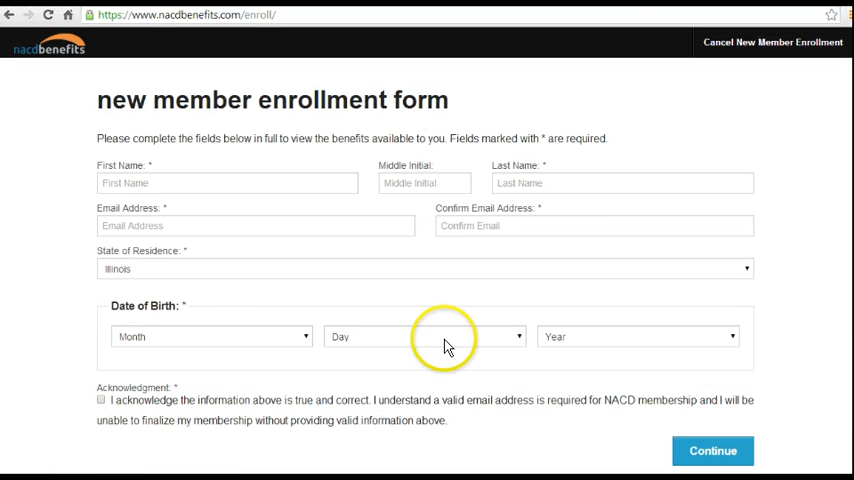 https://www.nacdbenefits.com/enroll/
nacdbenefits
Cancel New Member Enrollment
new member enrollment form
Please complete the fields below in full to view the benefits available to you. Fields marked with * are required.
First Name: * Middle Initial: Last Name: *
First Name Middle Initial Last Name
Email Address: * Confirm Email Address: *
Email Address Confirm Email
State of Residence: *
Illinois
Date of Birth: *
Month Day Year
Acknowledgment: *
I acknowledge the information above is true and correct. I understand a valid email address is required for NACD membership and I will be
unable to finalize my membership without providing valid information above.
Continue